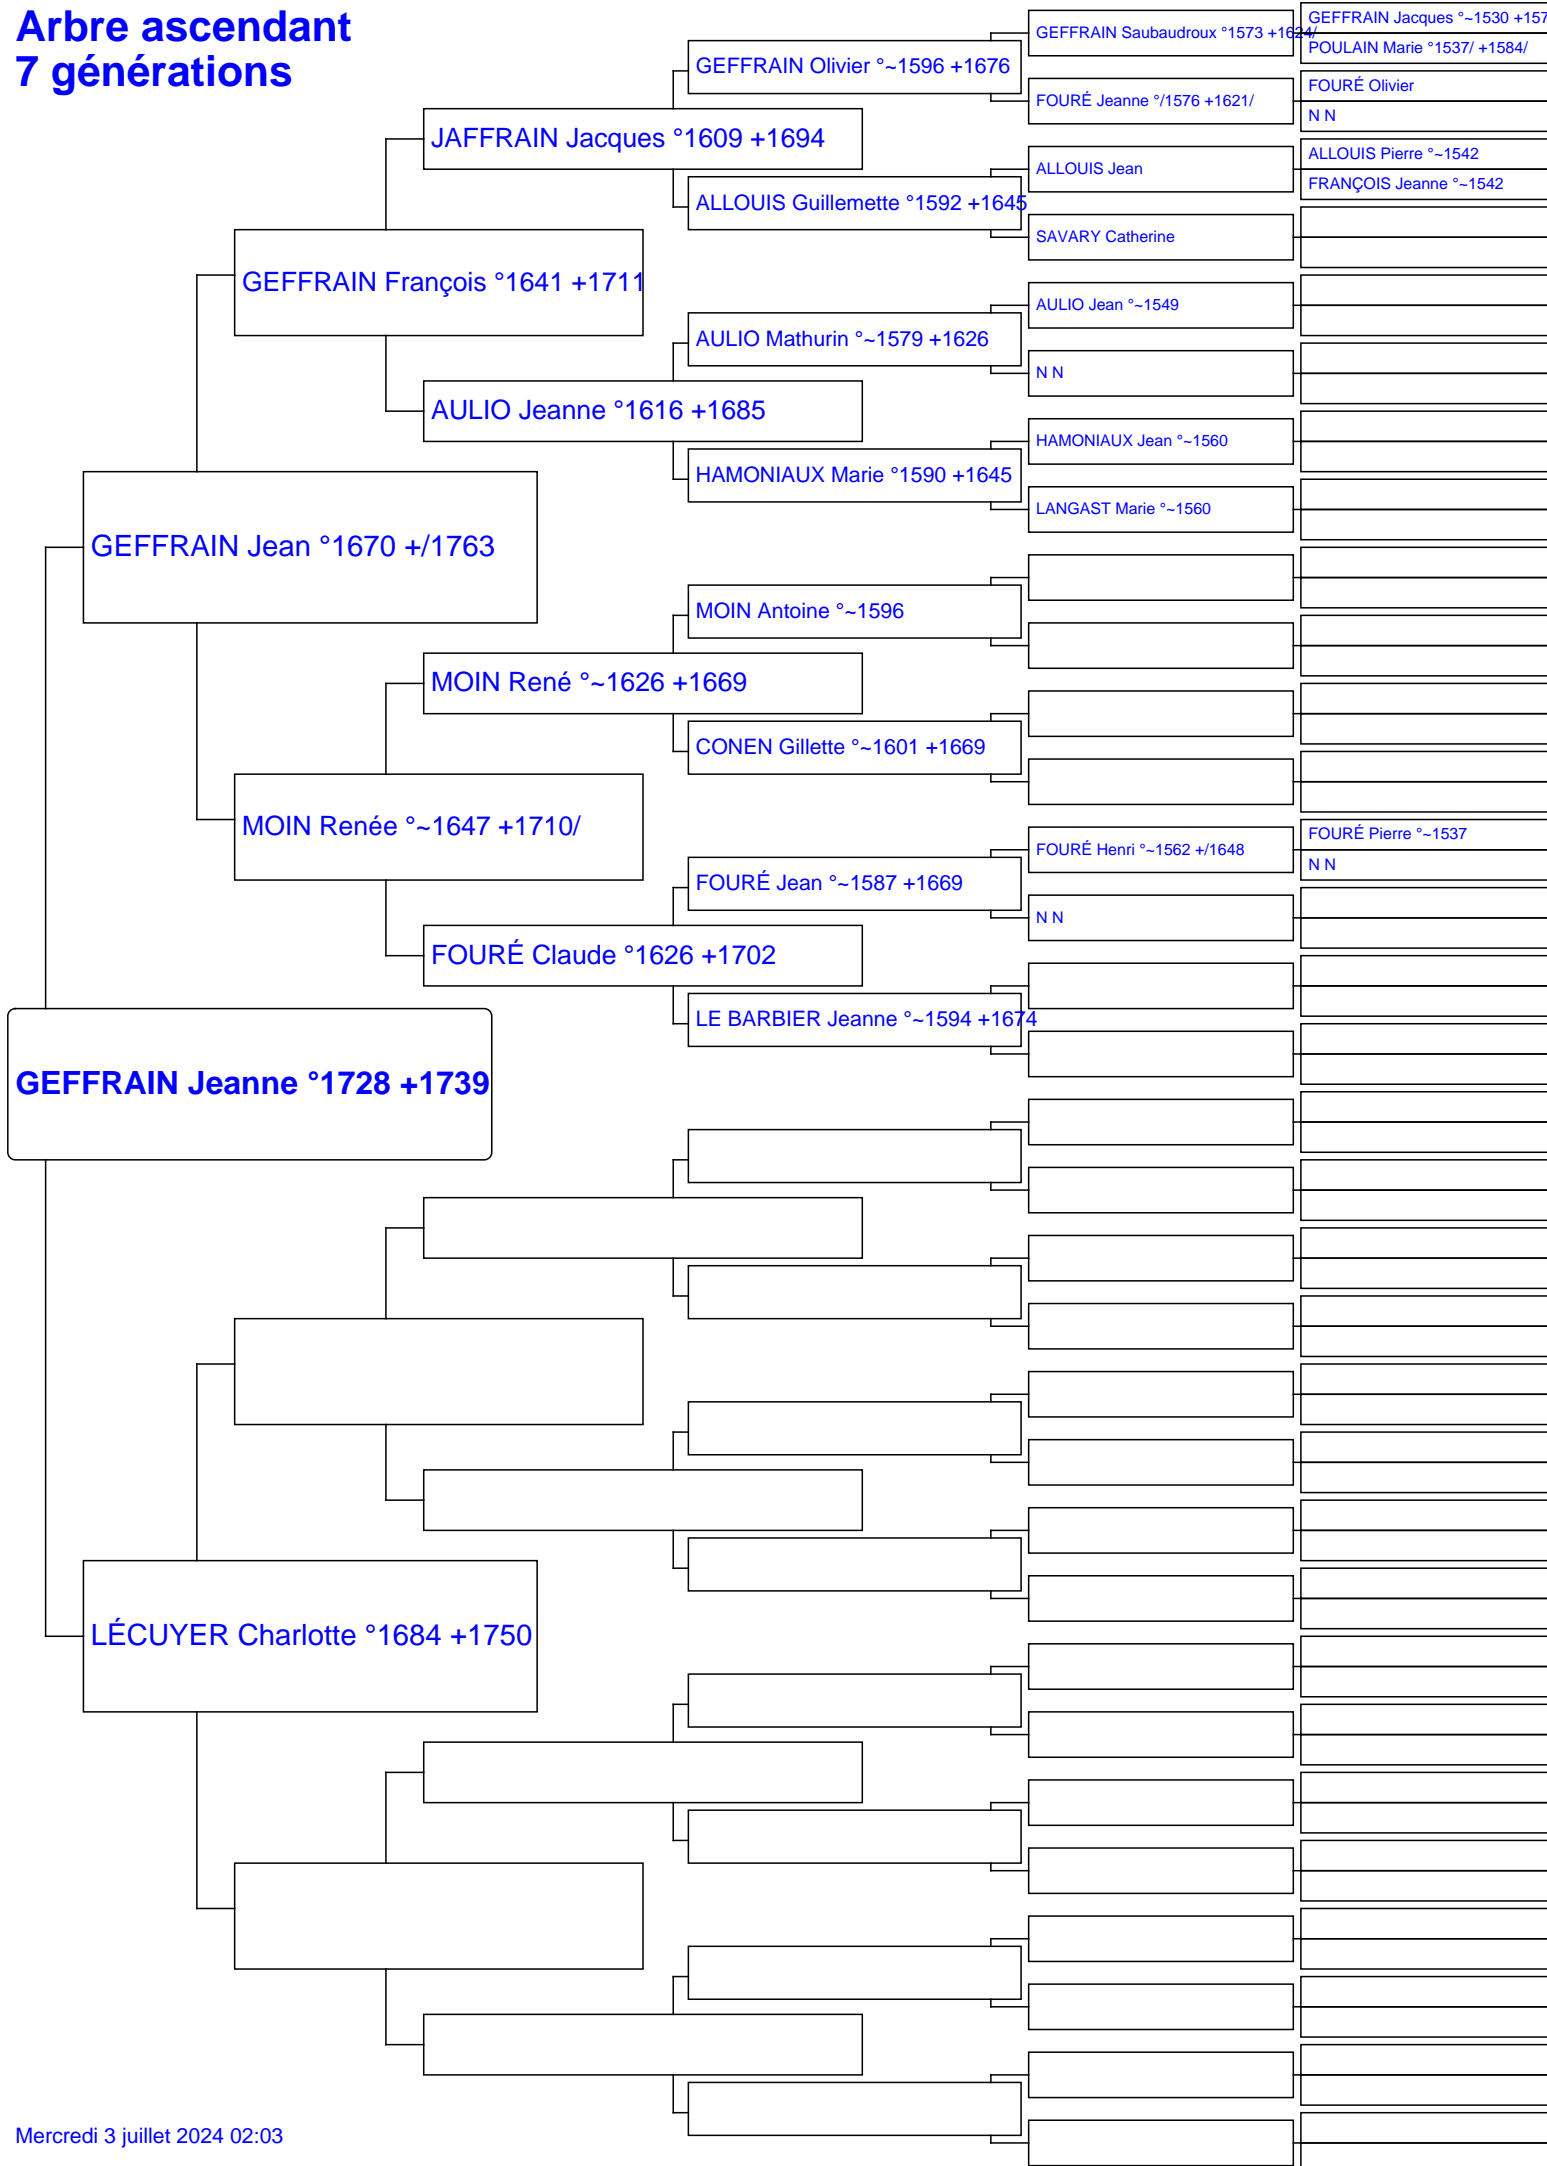 Arbre ascendant
7 générations
GEFFRAIN Jeanne °1728 +1739
GEFFRAIN Jean °1670 +/1763
LÉCUYER Charlotte °1684 +1750
GEFFRAIN François °1641 +1711
MOIN Renée °~1647 +1710/
JAFFRAIN Jacques °1609 +1694
AULIO Jeanne °1616 +1685
MOIN René °~1626 +1669
FOURÉ Claude °1626 +1702
GEFFRAIN Olivier °~1596 +1676
ALLOUIS Guillemette °1592 +1645
AULIO Mathurin °~1579 +1626
HAMONIAUX Marie °1590 +1645
MOIN Antoine °~1596
CONEN Gillette °~1601 +1669
FOURÉ Jean °~1587 +1669
LE BARBIER Jeanne °~1594 +1674
GEFFRAIN Saubaudroux °1573 +1624/
FOURÉ Jeanne °/1576 +1621/
ALLOUIS Jean
SAVARY Catherine
AULIO Jean °~1549
N N
HAMONIAUX Jean °~1560
LANGAST Marie °~1560
FOURÉ Henri °~1562 +/1648
N N
GEFFRAIN Jacques °~1530 +157
POULAIN Marie °1537/ +1584/
FOURÉ Olivier
N N
ALLOUIS Pierre °~1542
FRANÇOIS Jeanne °~1542
FOURÉ Pierre °~1537
N N
Mercredi 3 juillet 2024 02:03